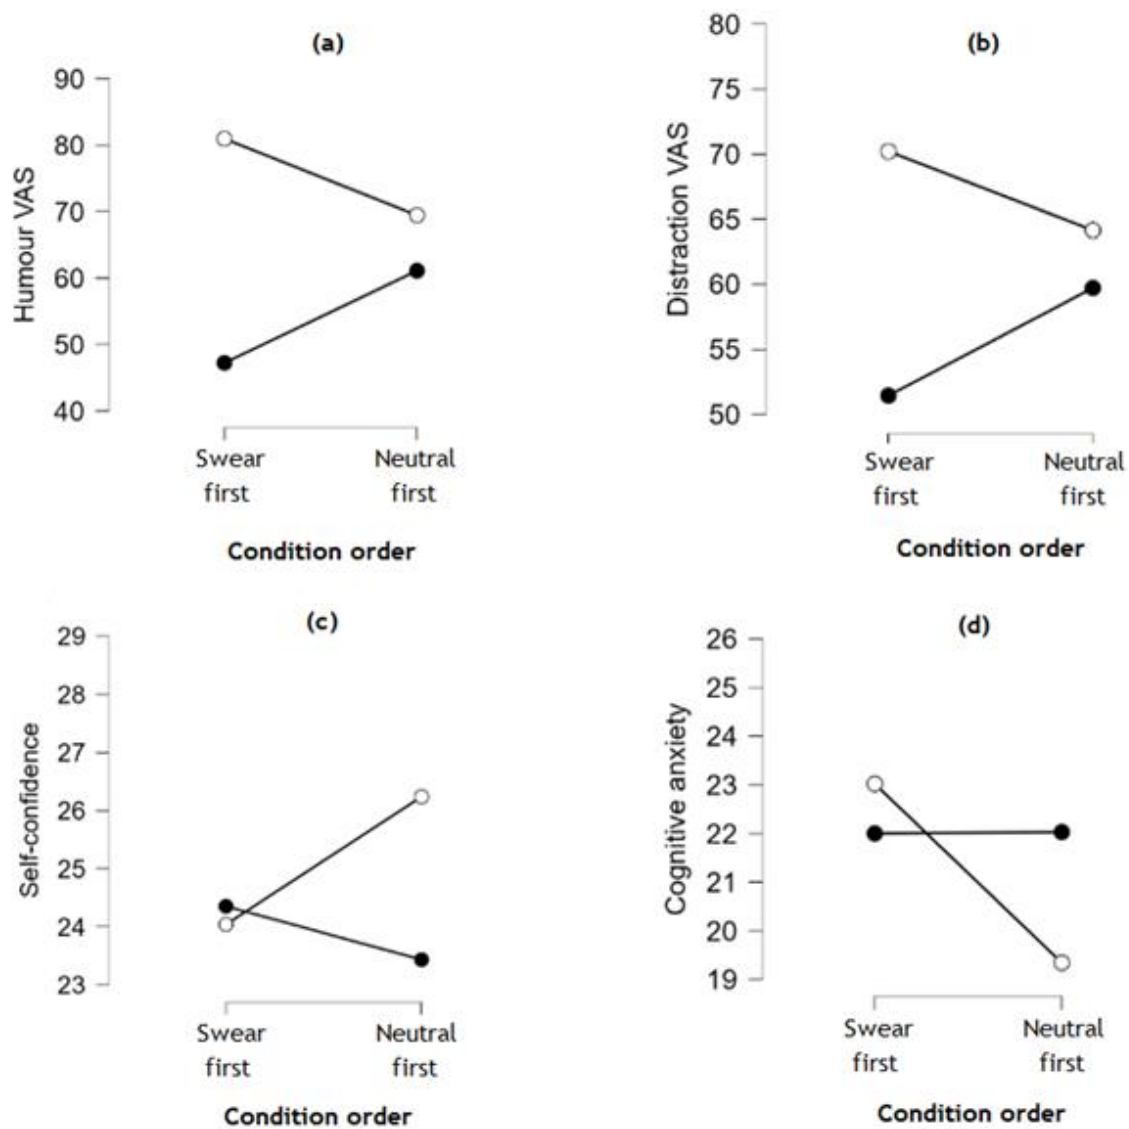 (a)
90
80
70
60
50
40
Humour VAS
Swear
first
Neutral
first
Condition order
(b)
80
75
70
65
60
55
50
Distraction VAS
Swear
first
Neutral
first
Condition order
(c)
29
28
27
26
25
24
23
Self-confidence
Swear
first
Neutral
first
Condition order
(d)
26
25
24
23
22
21
20
19
Cognitive anxiety
Swear
first
Neutral
first
Condition order